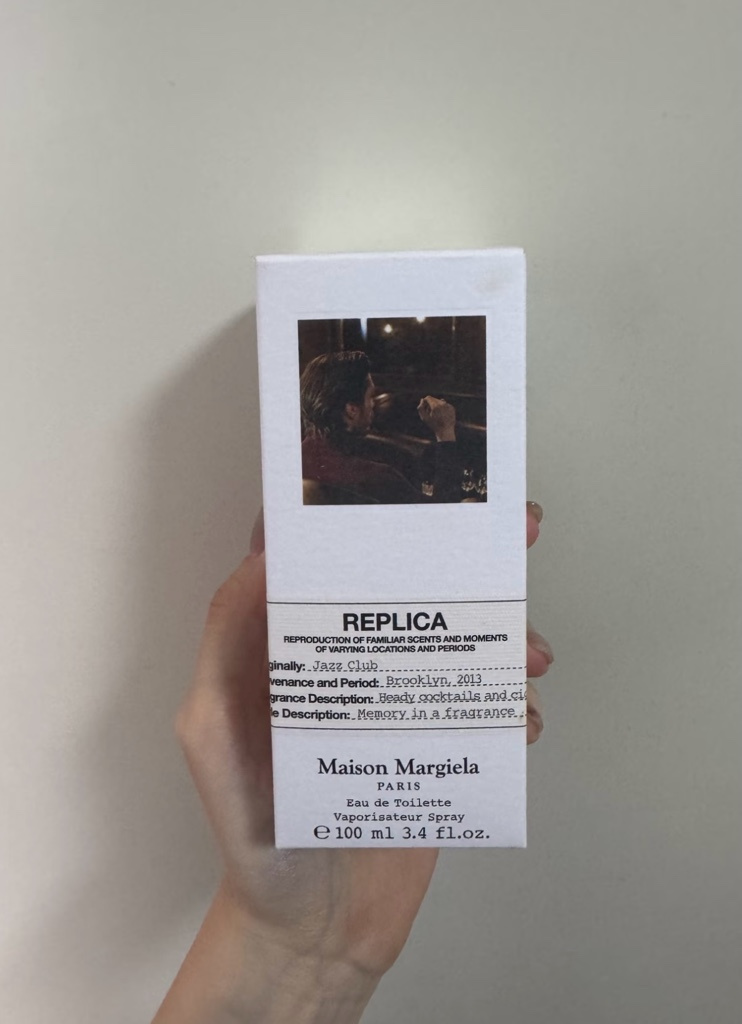 REPLICA
REPRODUCTION OF FAMILIAR SCENTS AND MOMENTS
OF VARYING LOCATIONS AND PERIODS
ginally: Jazz Club
venance and Period: Brooklyn, 2013
grance Description: Heady cocktails and ci
le Description: Memory in a fragrance
Maison Margiela
PARIS
Eau de Toilette
Vaporisateur Spray
℮ 100 ml 3.4 fl.oz.